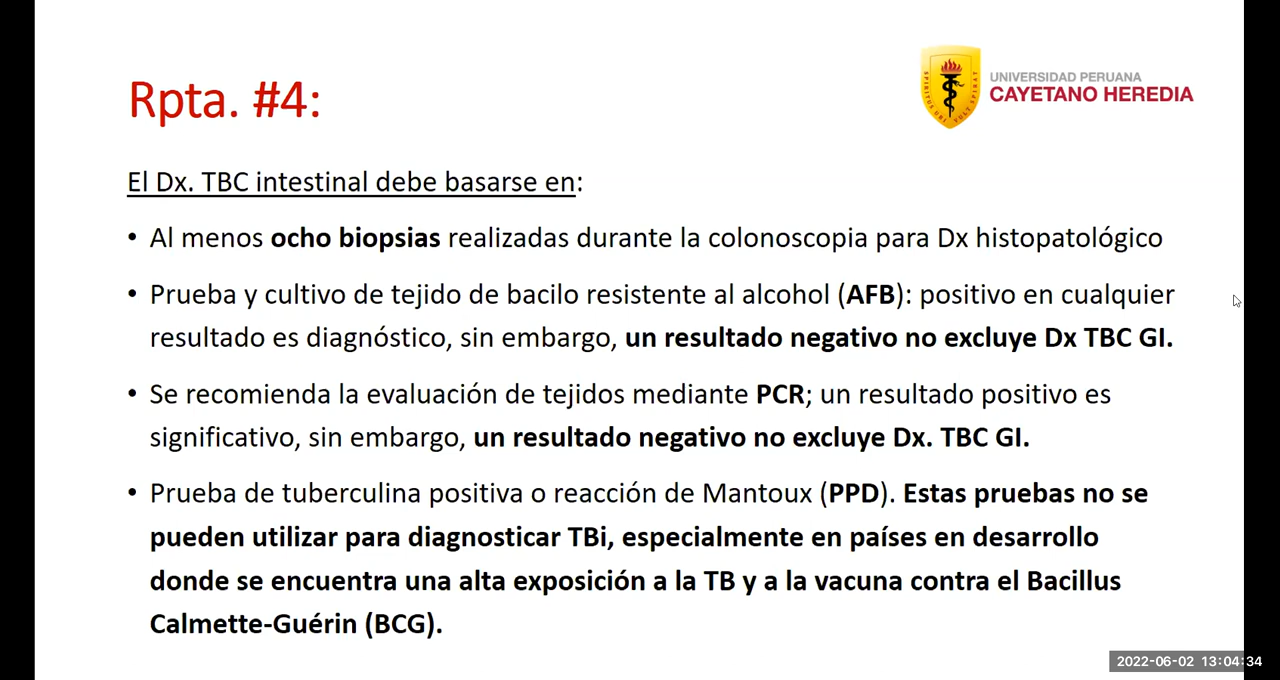 Rpta. #4:
UNIVERSIDAD PERUANA
CAYETANO HEREDIA
El Dx. TBC intestinal debe basarse en:
• Al menos ocho biopsias realizadas durante la colonoscopia para Dx histopatológico
• Prueba y cultivo de tejido de bacilo resistente al alcohol (AFB): positivo en cualquier
resultado es diagnóstico, sin embargo, un resultado negativo no excluye Dx TBC GI.
• Se recomienda la evaluación de tejidos mediante PCR; un resultado positivo es
significativo, sin embargo, un resultado negativo no excluye Dx. TBC GI.
• Prueba de tuberculina positiva o reacción de Mantoux (PPD). Estas pruebas no se
pueden utilizar para diagnosticar TBi, especialmente en países en desarrollo
donde se encuentra una alta exposición a la TB y a la vacuna contra el Bacillus
Calmette-Guérin (BCG).
2022-06-02 13:04:34